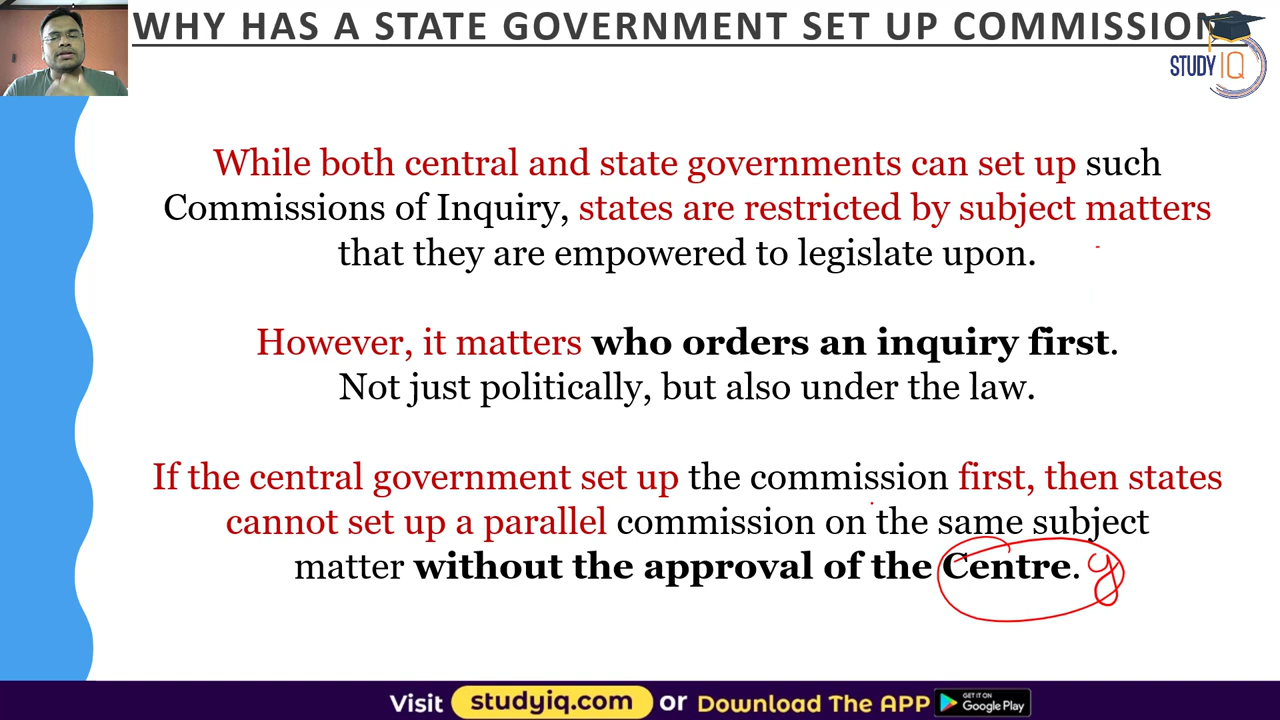 WHY HAS A STATE GOVERNMENT SET UP COMMISSION
STUDY IQ
While both central and state governments can set up such
Commissions of Inquiry, states are restricted by subject matters
that they are empowered to legislate upon.
However, it matters who orders an inquiry first.
Not just politically, but also under the law.
If the central government set up the commission first, then states
cannot set up a parallel commission on the same subject
matter without the approval of the Centre.
Visit studyiq.com or Download The APP GET IT ON Google Play